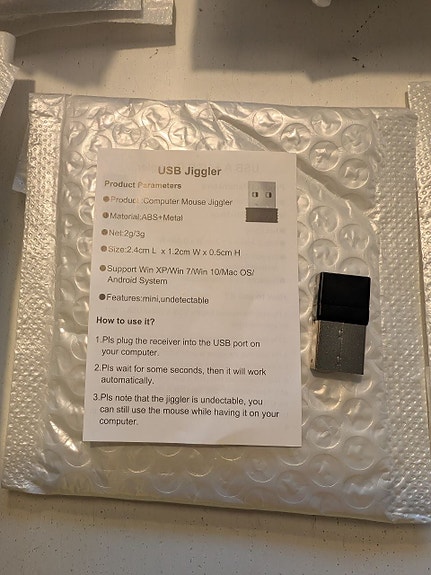 USB Jiggler
Product Parameters
Product:Computer Mouse Jiggler
Material:ABS+Metal
Net:2g/3g
Size:2.4cm L x 1.2cm W x 0.5cm H
Support Win XP/Win 7/Win 10/Mac OS/
Android System
Features:mini,undetectable
How to use it?
1.Pls plug the receiver into the USB port on
your computer.
2.Pls wait for some seconds, then it will work
automatically.
3.Pls note that the jiggler is undectable, you
can still use the mouse while having it on your
computer.